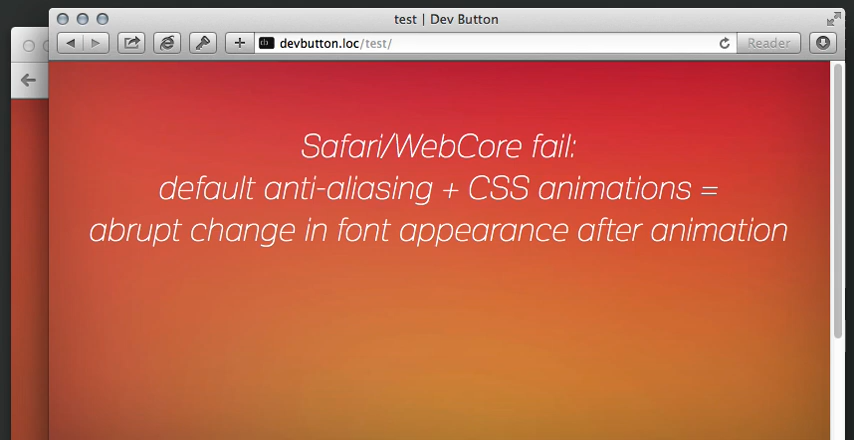 test | Dev Button
devbutton.loc/test/
Reader
Safari/WebCore fail:
default anti-aliasing + CSS animations =
abrupt change in font appearance after animation